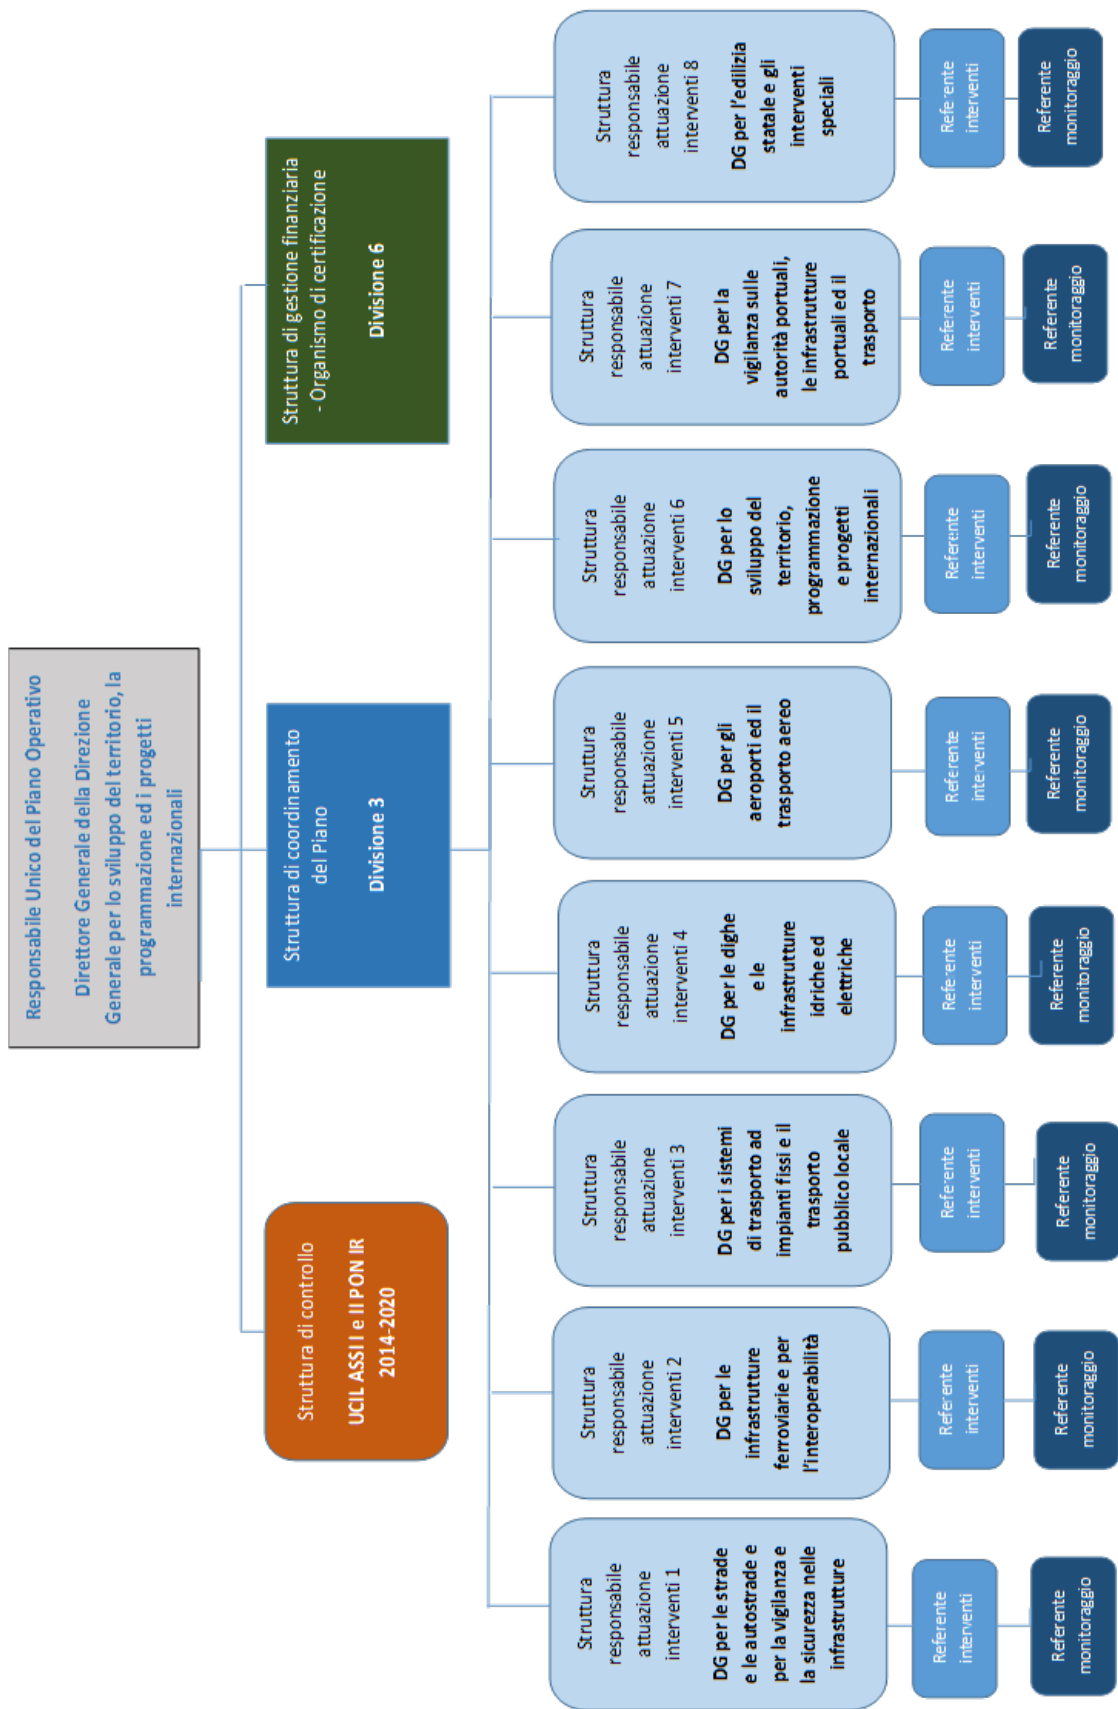 Responsabile Unico del Piano Operativo
Direttore Generale della Direzione
Generale per lo sviluppo del territorio, la
programmazione ed i progetti
internazionali
Struttura di controllo
UCIL ASSI I e II PON IR
2014-2020
Struttura di coordinamento
del Piano
Divisione 3
Struttura di gestione finanziaria
- Organismo di certificazione
Divisione 6
Struttura
responsabile
attuazione
interventi 1
DG per le strade
e le autostrade e
per la vigilanza e
la sicurezza nelle
infrastrutture
Referente
interventi
Referente
monitoraggio
Struttura
responsabile
attuazione
interventi 2
DG per le
infrastrutture
ferroviarie e per
l'interoperabilità
Referente
interventi
Referente
monitoraggio
Struttura
responsabile
attuazione
interventi 3
DG per i sistemi
di trasporto ad
impianti fissi e il
trasporto
pubblico locale
Referente
interventi
Referente
monitoraggio
Struttura
responsabile
attuazione
interventi 4
DG per le dighe
e le
infrastrutture
idriche ed
elettriche
Referente
interventi
Referente
monitoraggio
Struttura
responsabile
attuazione
interventi 5
DG per gli
aeroporti ed il
trasporto aereo
Referente
interventi
Referente
monitoraggio
Struttura
responsabile
attuazione
interventi 6
DG per lo
sviluppo del
territorio,
programmazione
e progetti
internazionali
Referente
interventi
Referente
monitoraggio
Struttura
responsabile
attuazione
interventi 7
DG per la
vigilanza sulle
autorità portuali,
le infrastrutture
portuali ed il
trasporto
Referente
interventi
Referente
monitoraggio
Struttura
responsabile
attuazione
interventi 8
DG per l'edilizia
statale e gli
interventi
speciali
Referente
interventi
Referente
monitoraggio